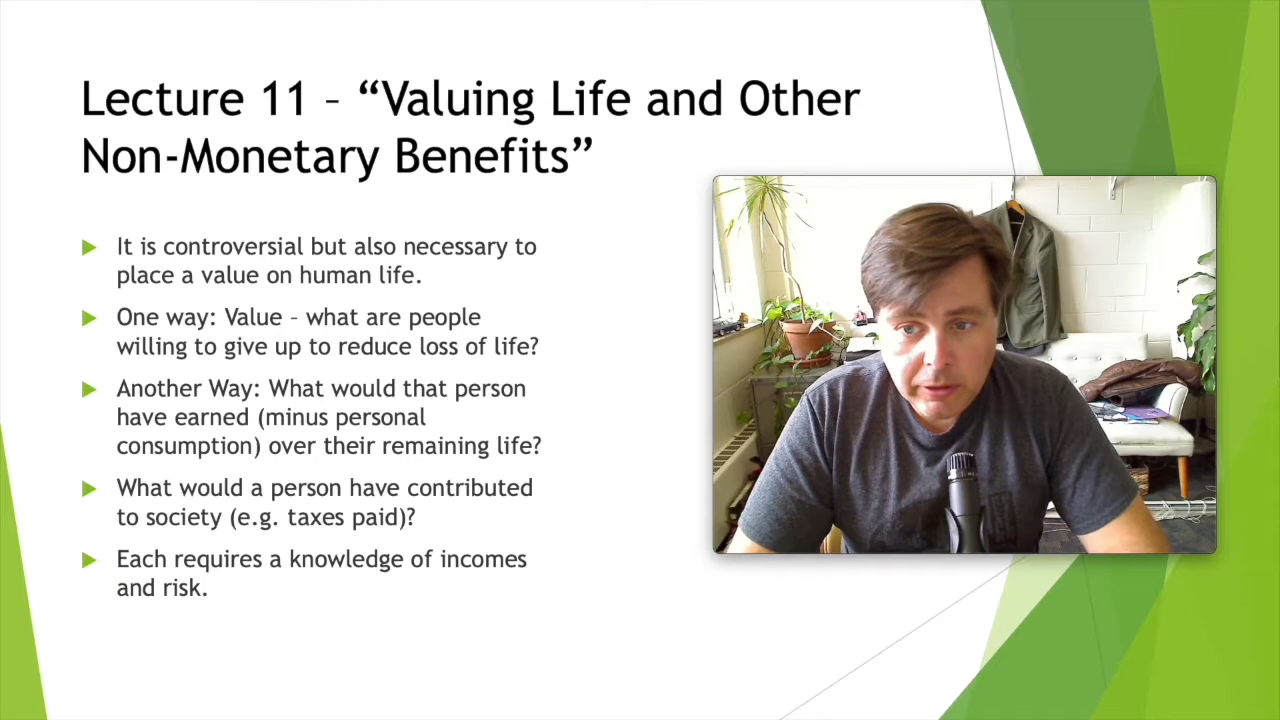 Lecture 11 – “Valuing Life and Other
Non-Monetary Benefits”
It is controversial but also necessary to
place a value on human life.
One way: Value – what are people
willing to give up to reduce loss of life?
Another Way: What would that person
have earned (minus personal
consumption) over their remaining life?
What would a person have contributed
to society (e.g. taxes paid)?
Each requires a knowledge of incomes
and risk.